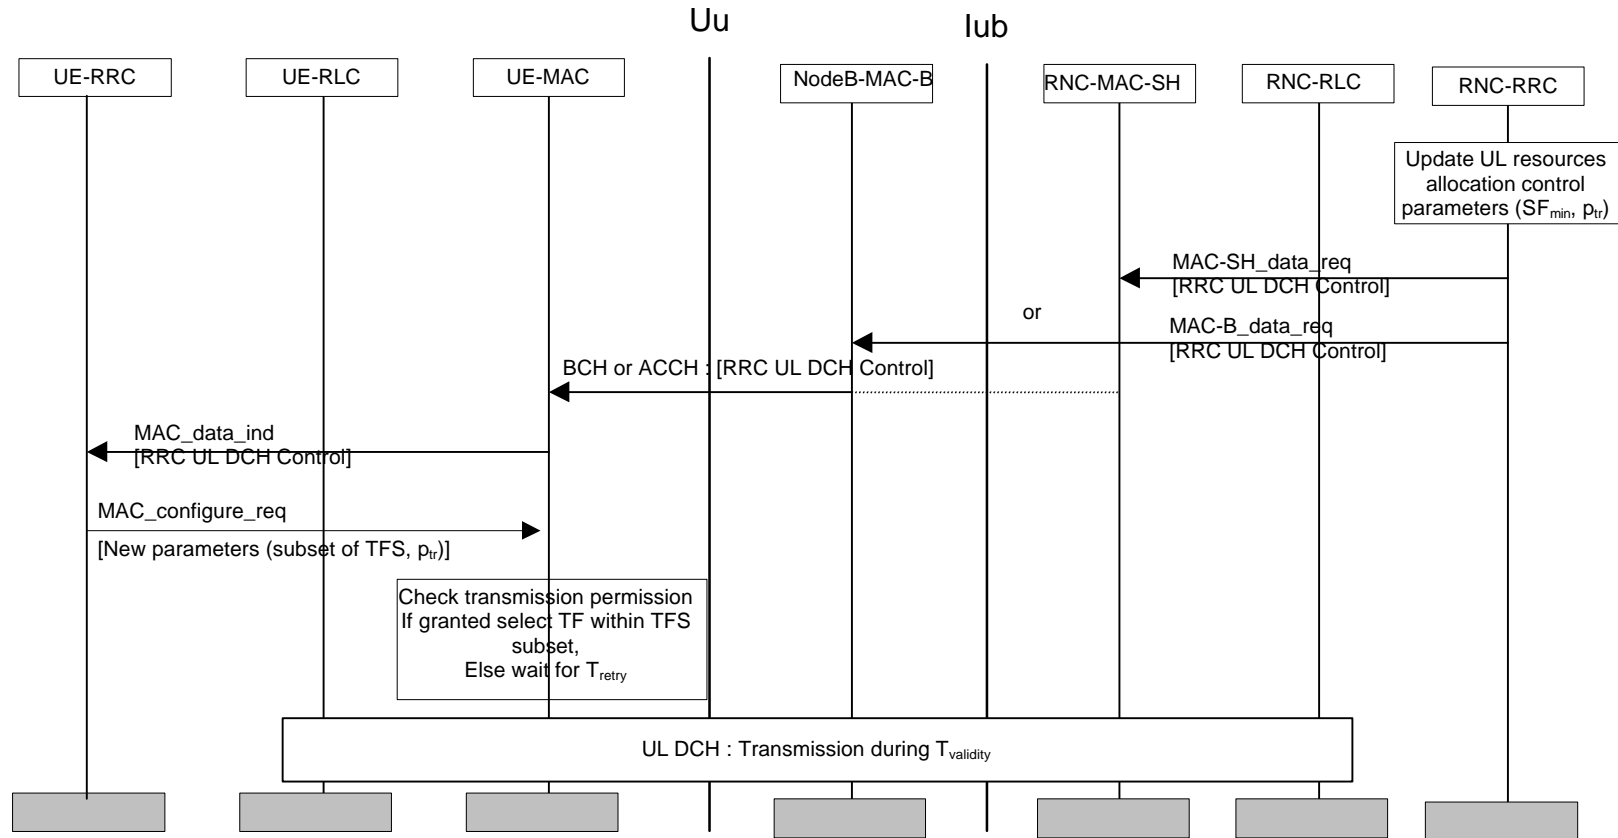 Uu
Iub
UE-RRC
UE-RLC
UE-MAC
NodeB-MAC-B
RNC-MAC-SH
RNC-RLC
RNC-RRC
Update UL resources
allocation control
parameters (SFmin, ptr)
MAC-SH_data_req
[RRC UL DCH Control]
or
MAC-B_data_req
[RRC UL DCH Control]
BCH or ACCH : [RRC UL DCH Control]
MAC_data_ind
[RRC UL DCH Control]
MAC_configure_req
[New parameters (subset of TFS, ptr)]
Check transmission permission
If granted select TF within TFS
subset,
Else wait for Tretry
UL DCH : Transmission during Tvalidity